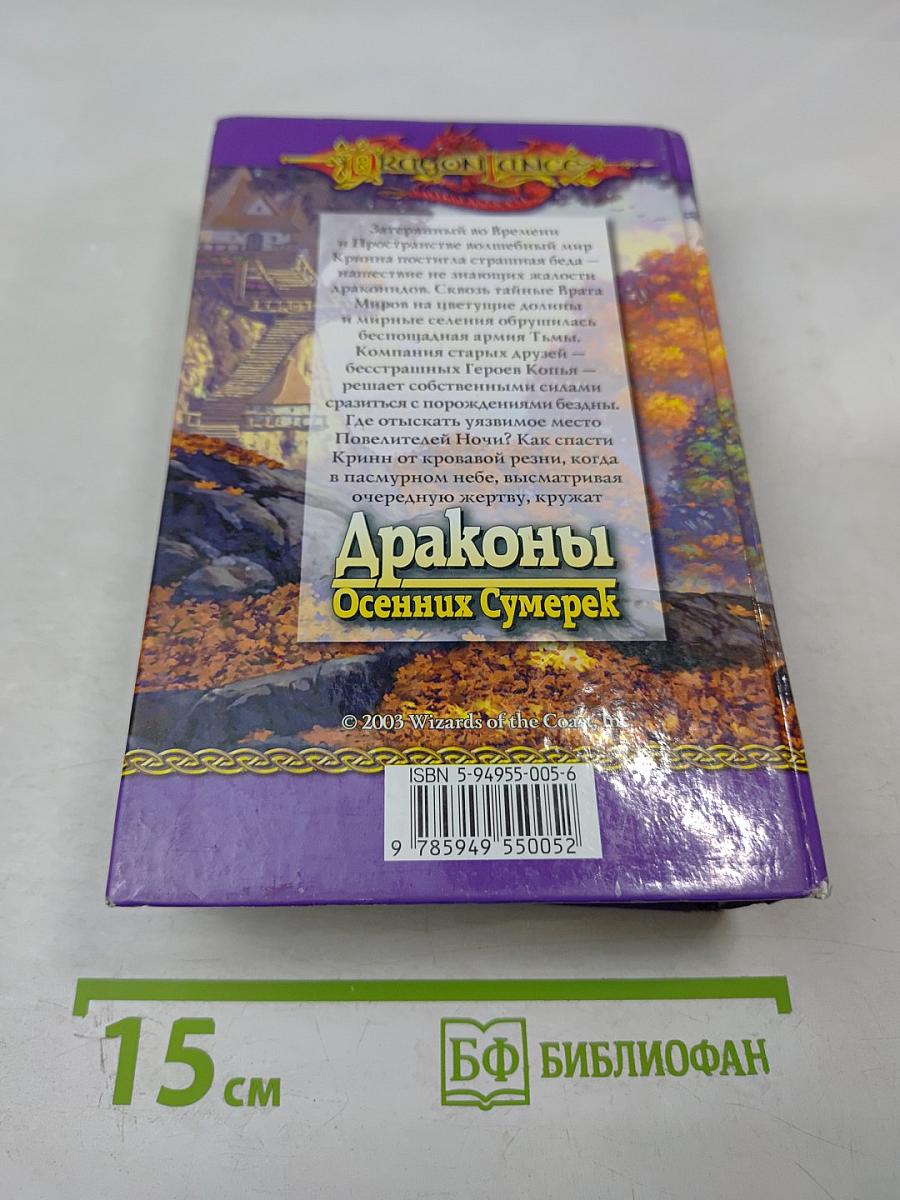 DRAGONLANCE
Затерянный во Времени
и Пространстве волшебный мир
Кринна постигла страшная беда —
нашествие не знающих жалости
драконидов. Сквозь тайные Врата
Миров на цветущие долины
и мирные селения обрушилась
беспощадная армия Тьмы.
Компания старых друзей —
бесстрашных Героев Копья —
решает собственными силами
сразиться с порождениями бездны.
Где отыскать уязвимое место
Повелителей Ночи? Как спасти
Кринн от кровавой резни, когда
в пасмурном небе, высматривая
очередную жертву, кружат
Драконы
Осенних Сумерек
© 2003 Wizards of the Coast, Inc
ISBN 5-94955-005-6
9 785949 550052
15 см
БФ БИБЛИОФАН